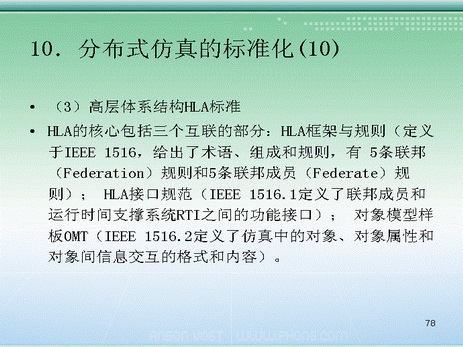 10. 分布式仿真的标准化(10)
• （3）高层体系结构HLA标准
• HLA的核心包括三个互联的部分：HLA框架与规则（定义
于IEEE 1516，给出了术语、组成和规则，有 5条联邦
（Federation）规则和5条联邦成员（Federate）规
则）； HLA接口规范（IEEE 1516.1定义了联邦成员和
运行时间支撑系统RTI之间的功能接口）； 对象模型样
板OMT（IEEE 1516.2定义了仿真中的对象、对象属性和
对象间信息交互的格式和内容）。
78